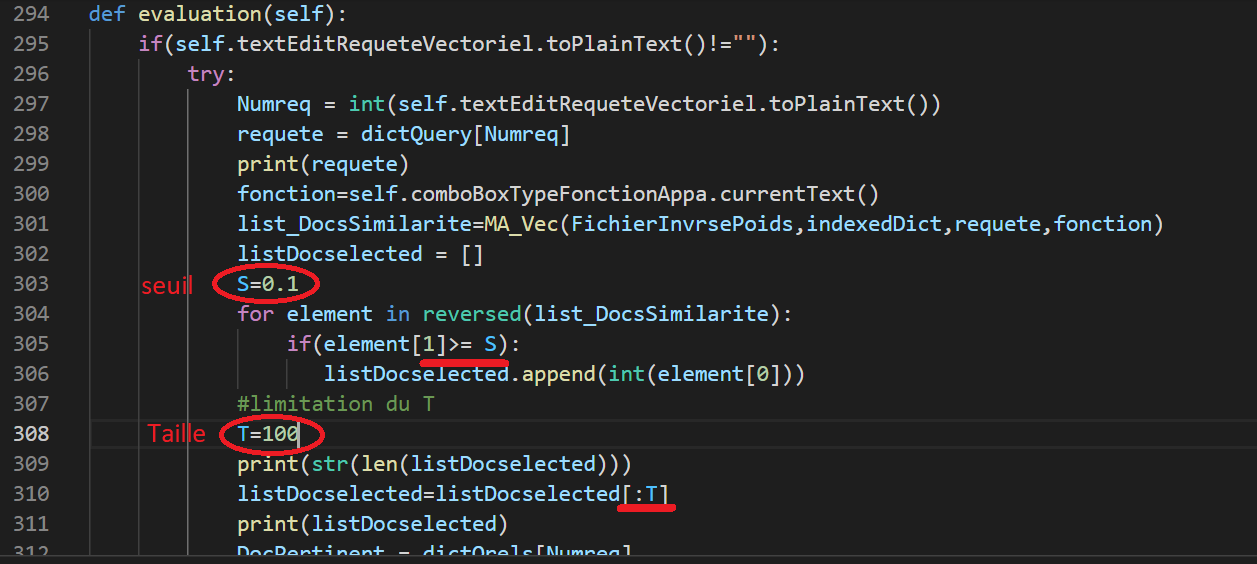 294 def evaluation(self):
295 if(self.textEditRequeteVectoriel.toPlainText()!=""):
296 try:
297 Numreq = int(self.textEditRequeteVectoriel.toPlainText())
298 requete = dictQuery[Numreq]
299 print(requete)
300 fonction=self.comboBoxTypeFonctionAppa.currentText()
301 list_DocsSimilarite=MA_Vec(FichierInvrsePoids,indexedDict,requete,fonction)
302 listDocselected = []
303 seuil S=0.1
304 for element in reversed(list_DocsSimilarite):
305 if(element[1]>= S):
306 listDocselected.append(int(element[0]))
307 #limitation du T
308 Taille T=100
309 print(str(len(listDocselected)))
310 listDocselected=listDocselected[:T]
311 print(listDocselected)
312 DocPertinent = dictQrels[Numreq]